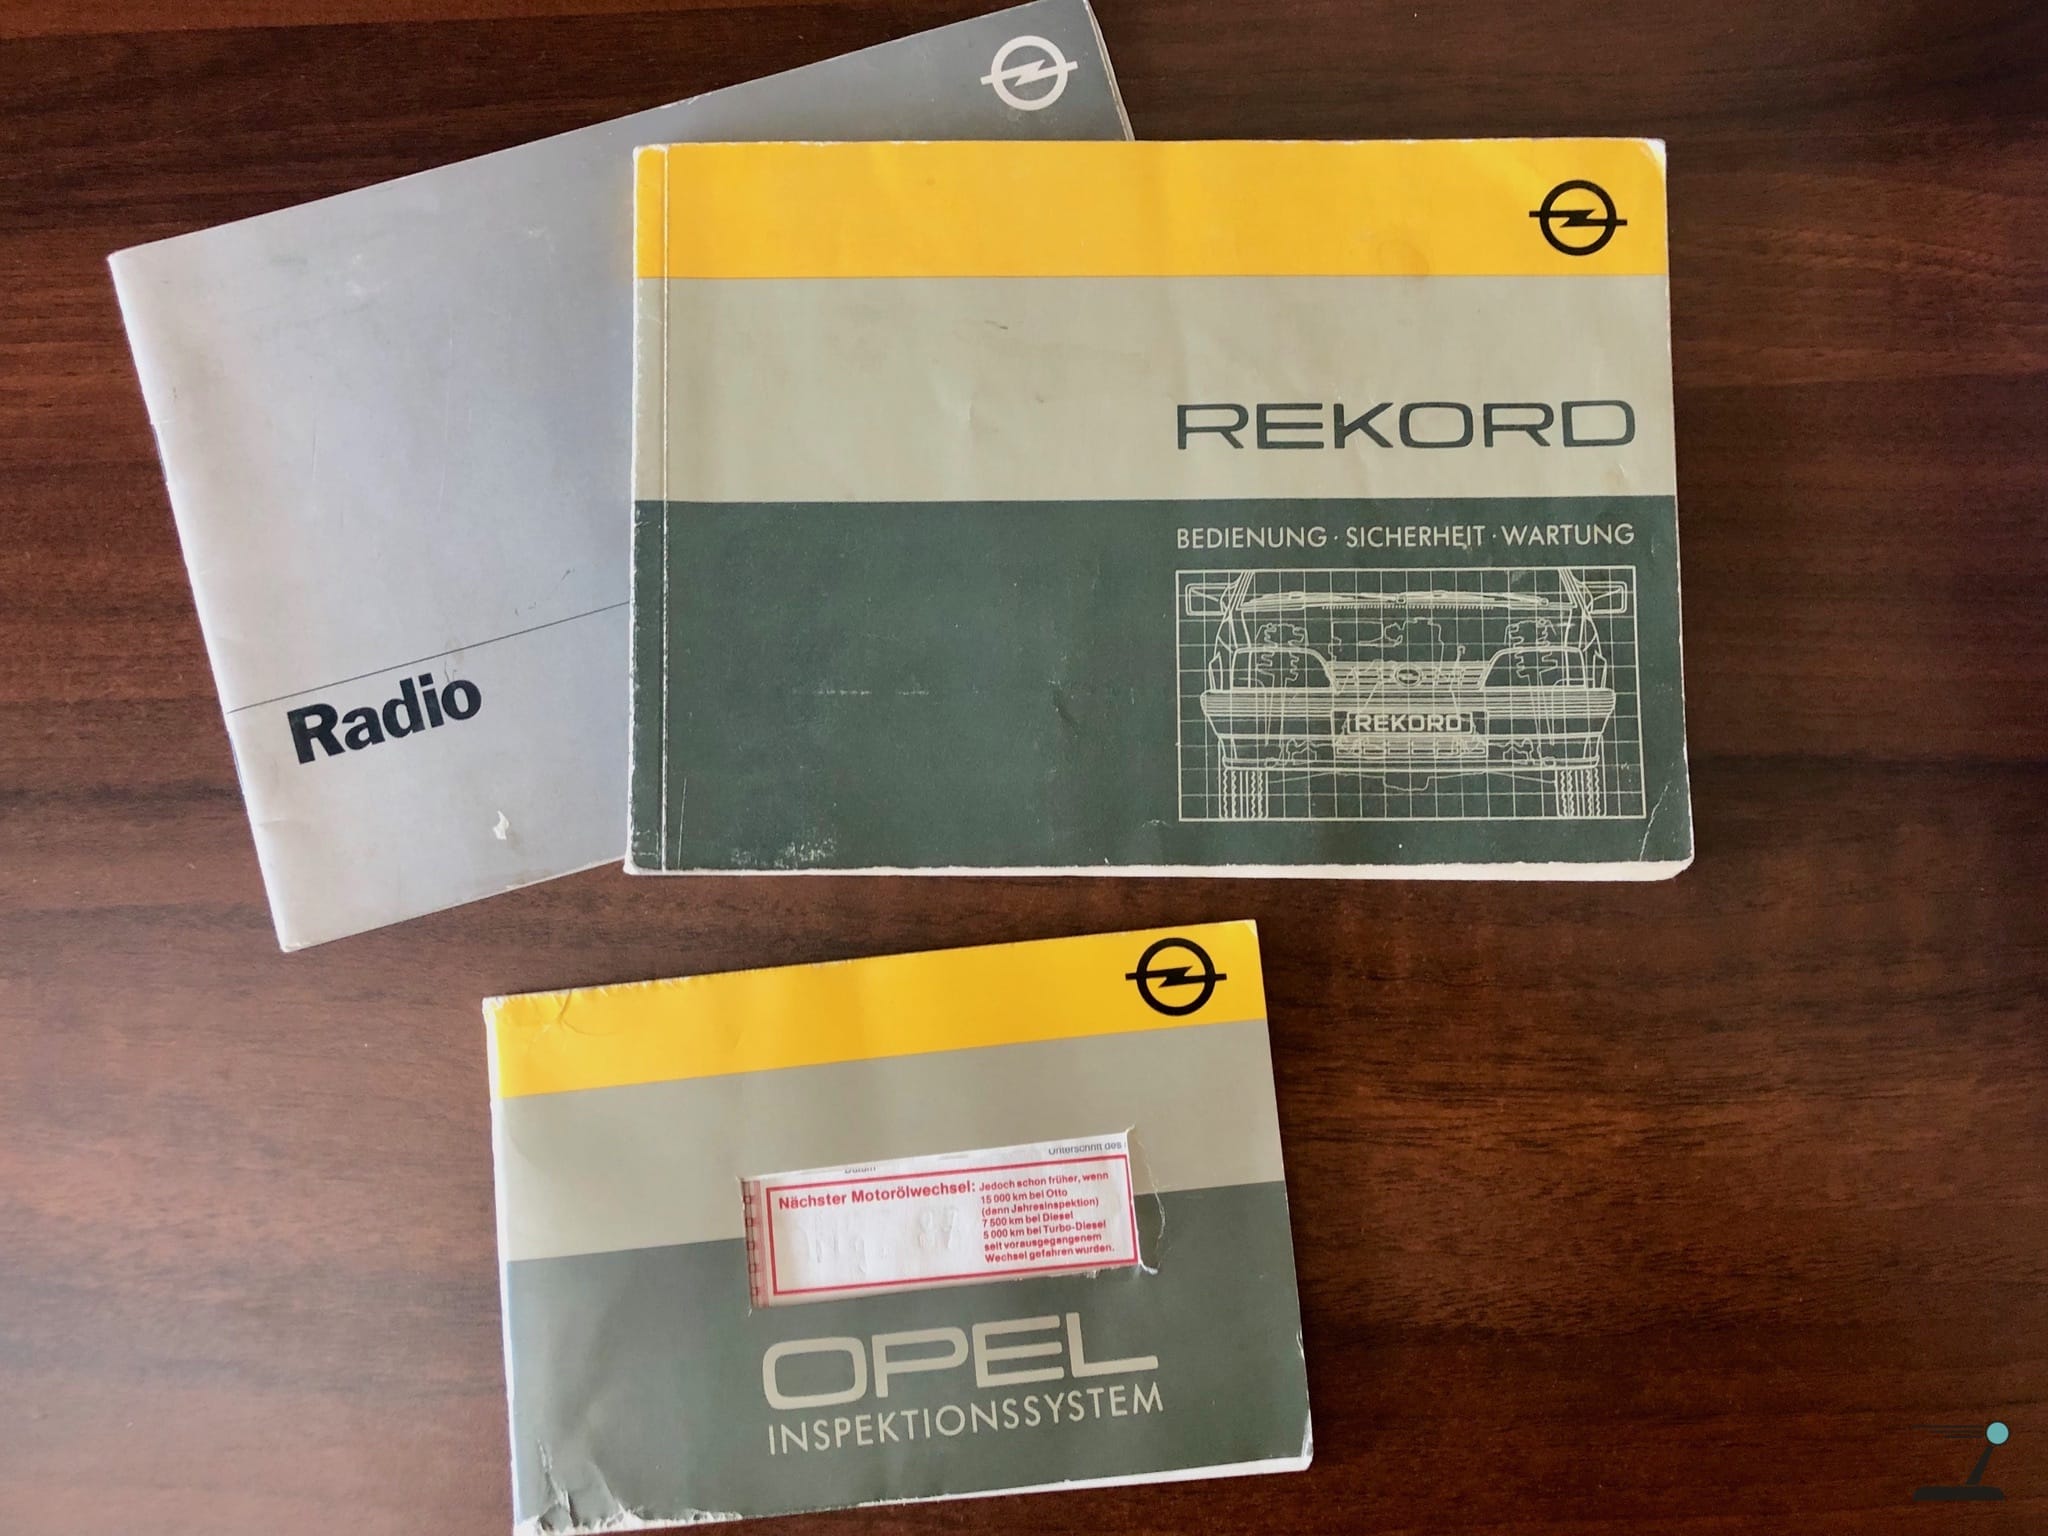 Radio
REKORD
BEDIENUNG · SICHERHEIT · WARTUNG
REKORD
Datum
Unterschrift des
Nächster Motorölwechsel: Jedoch schon früher, wenn
15 000 km bei Otto
(dann Jahresinspektion)
7 500 km bei Diesel
5 000 km bei Turbo-Diesel
seit vorausgegangenem
Wechsel gefahren wurden.
OPEL
INSPEKTIONSSYSTEM